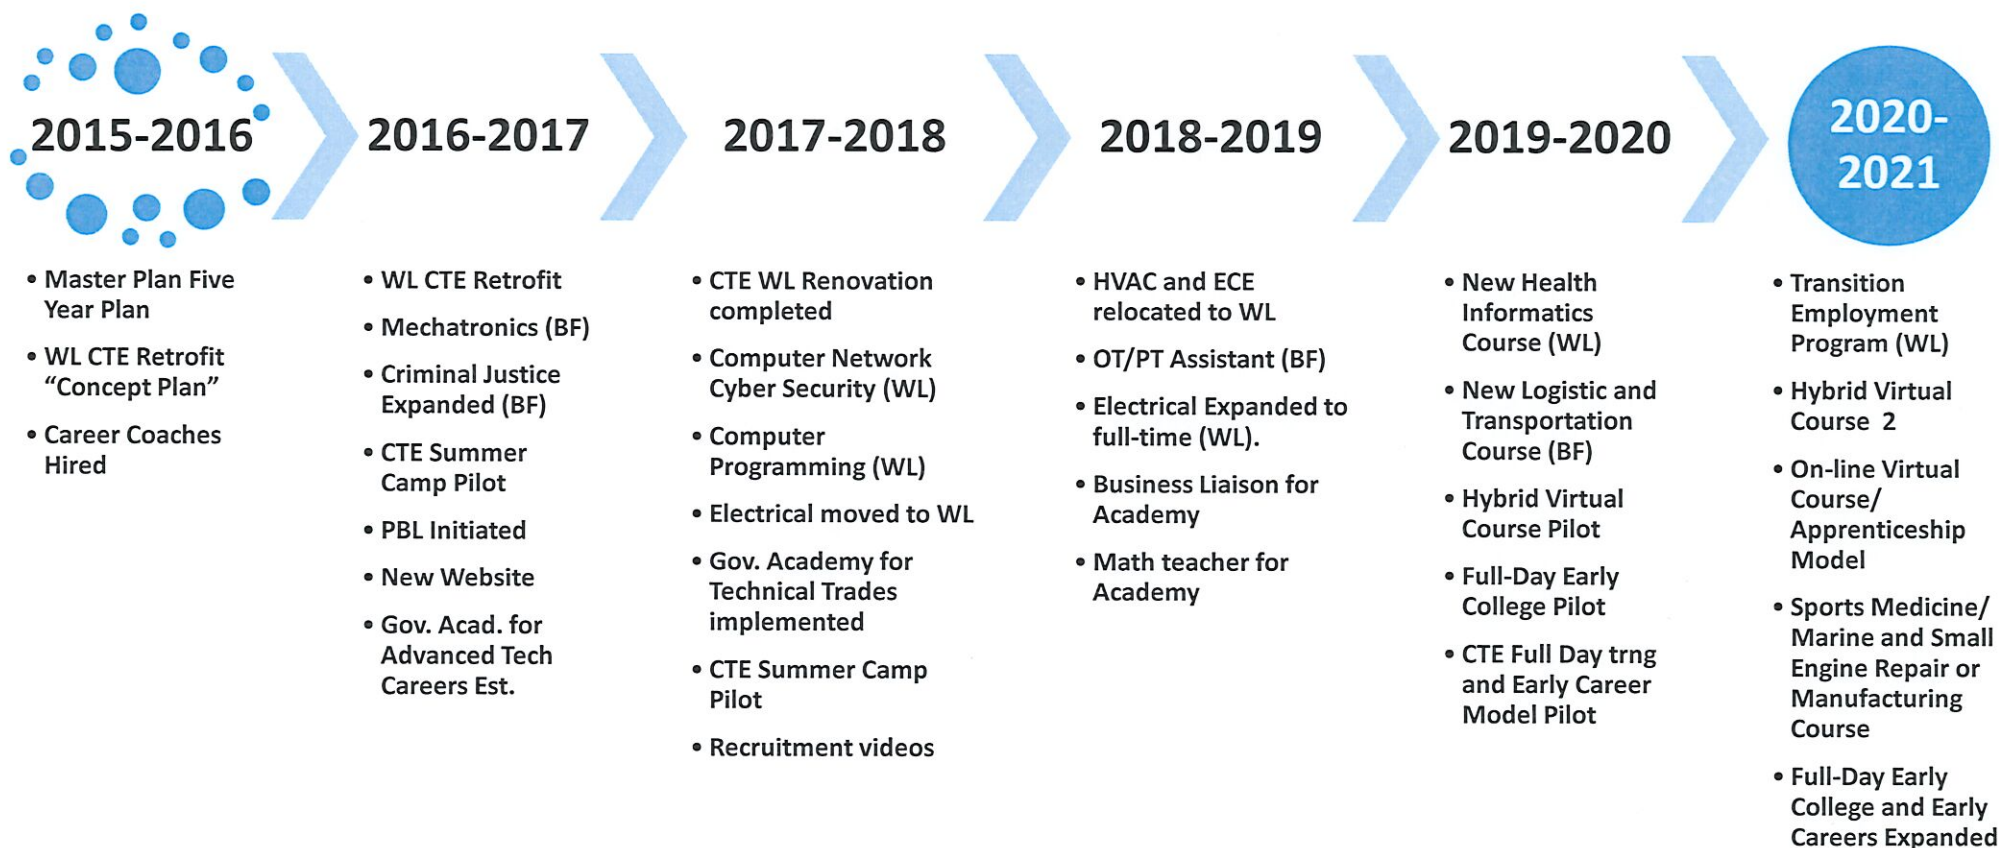 2015-2016
2016-2017
2017-2018
2018-2019
2019-2020
2020-
2021
• Master Plan Five
Year Plan
• WL CTE Retrofit
“Concept Plan”
• Career Coaches
Hired
• WL CTE Retrofit
• Mechatronics (BF)
• Criminal Justice
Expanded (BF)
• CTE Summer
Camp Pilot
• PBL Initiated
• New Website
• Gov. Acad. for
Advanced Tech
Careers Est.
• CTE WL Renovation
completed
• Computer Network
Cyber Security (WL)
• Computer
Programming (WL)
• Electrical moved to WL
• Gov. Academy for
Technical Trades
implemented
• CTE Summer Camp
Pilot
• Recruitment videos
• HVAC and ECE
relocated to WL
• OT/PT Assistant (BF)
• Electrical Expanded to
full-time (WL).
• Business Liaison for
Academy
• Math teacher for
Academy
• New Health
Informatics
Course (WL)
• New Logistic and
Transportation
Course (BF)
• Hybrid Virtual
Course Pilot
• Full-Day Early
College Pilot
• CTE Full Day trng
and Early Career
Model Pilot
• Transition
Employment
Program (WL)
• Hybrid Virtual
Course 2
• On-line Virtual
Course/
Apprenticeship
Model
• Sports Medicine/
Marine and Small
Engine Repair or
Manufacturing
Course
• Full-Day Early
College and Early
Careers Expanded